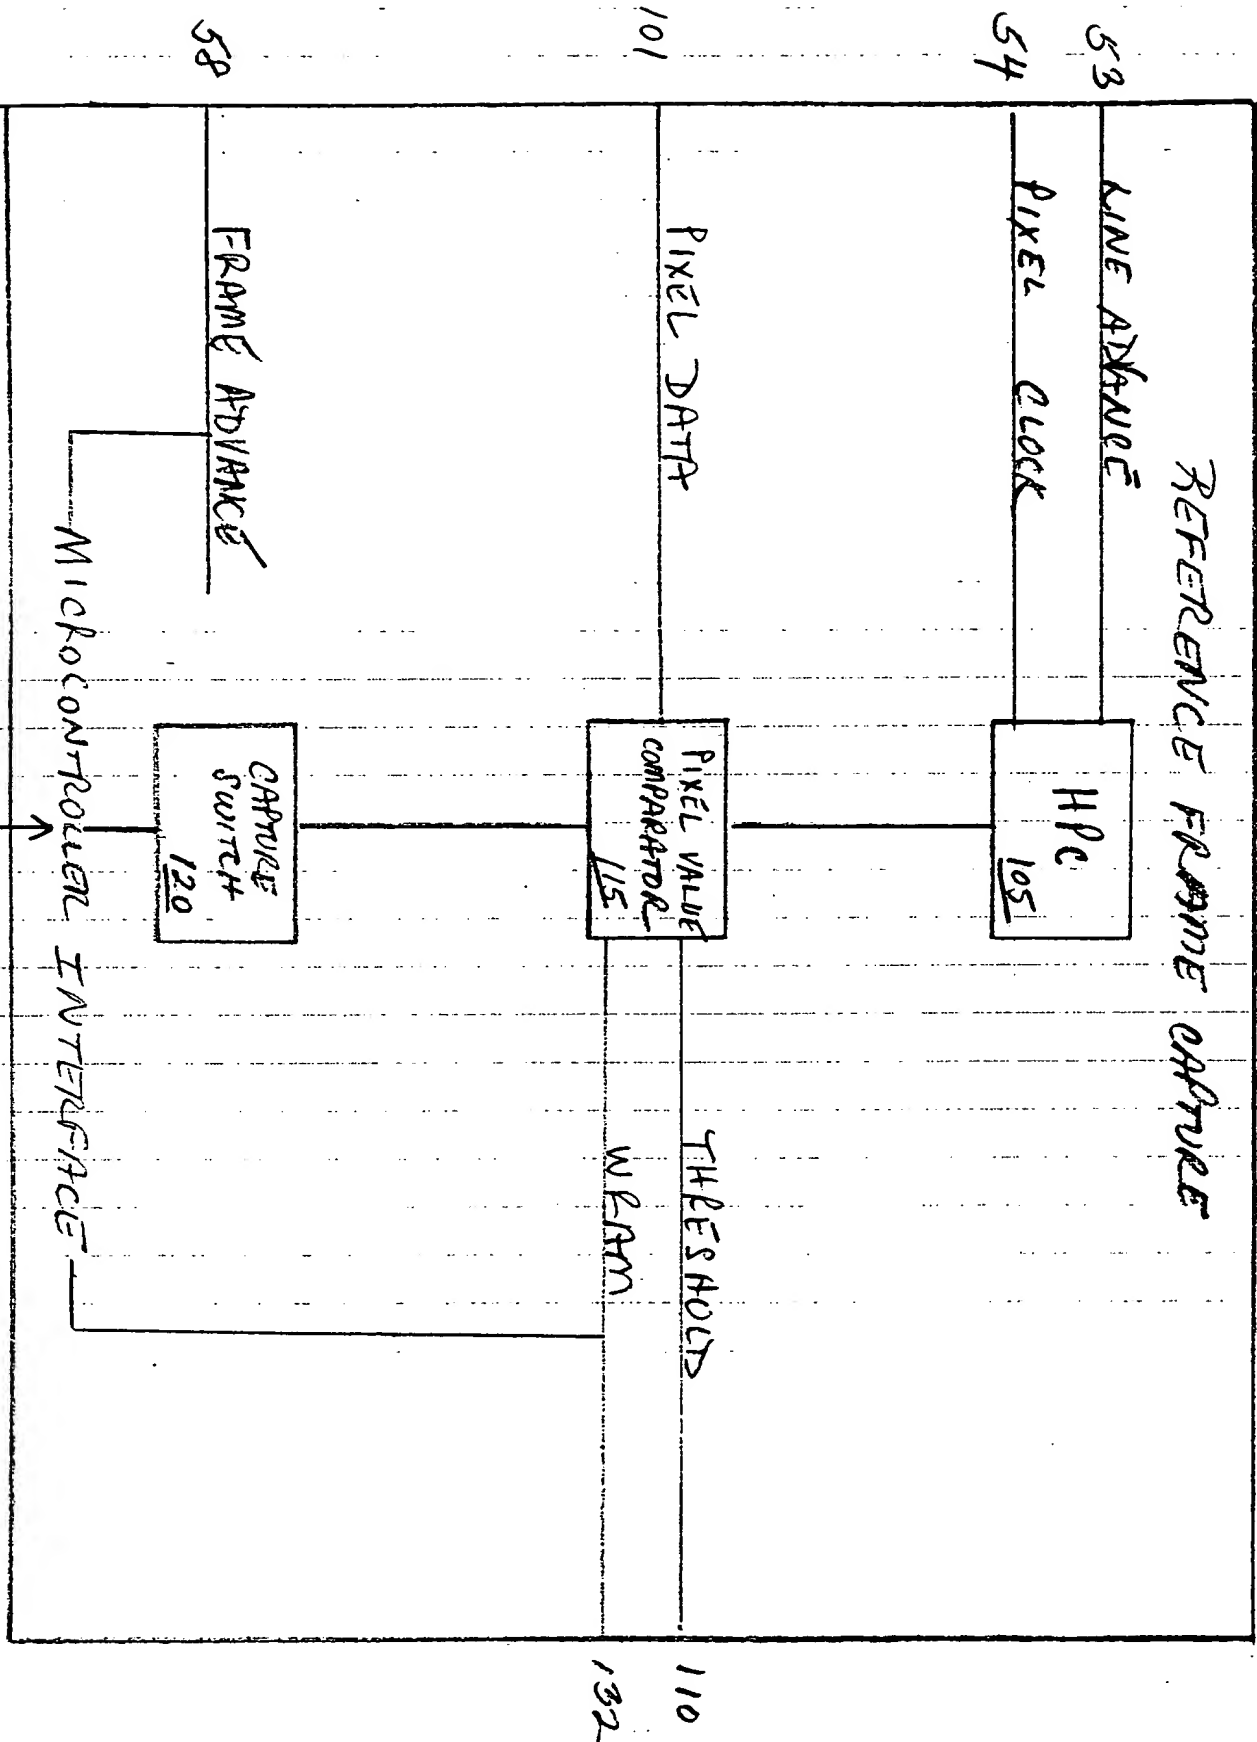 REFERENCE FRAME CAPTURE
53
LINE ADVANCE
54
PIXEL CLOCK
HPC
105
101
PIXEL DATA
PIXEL VALUE
COMPARATOR
115
THRESHOLD
110
WRAM
132
58
FRAME ADVANCE
CAPTURE
SWITCH
120
MICROCONTROLLER INTERFACE